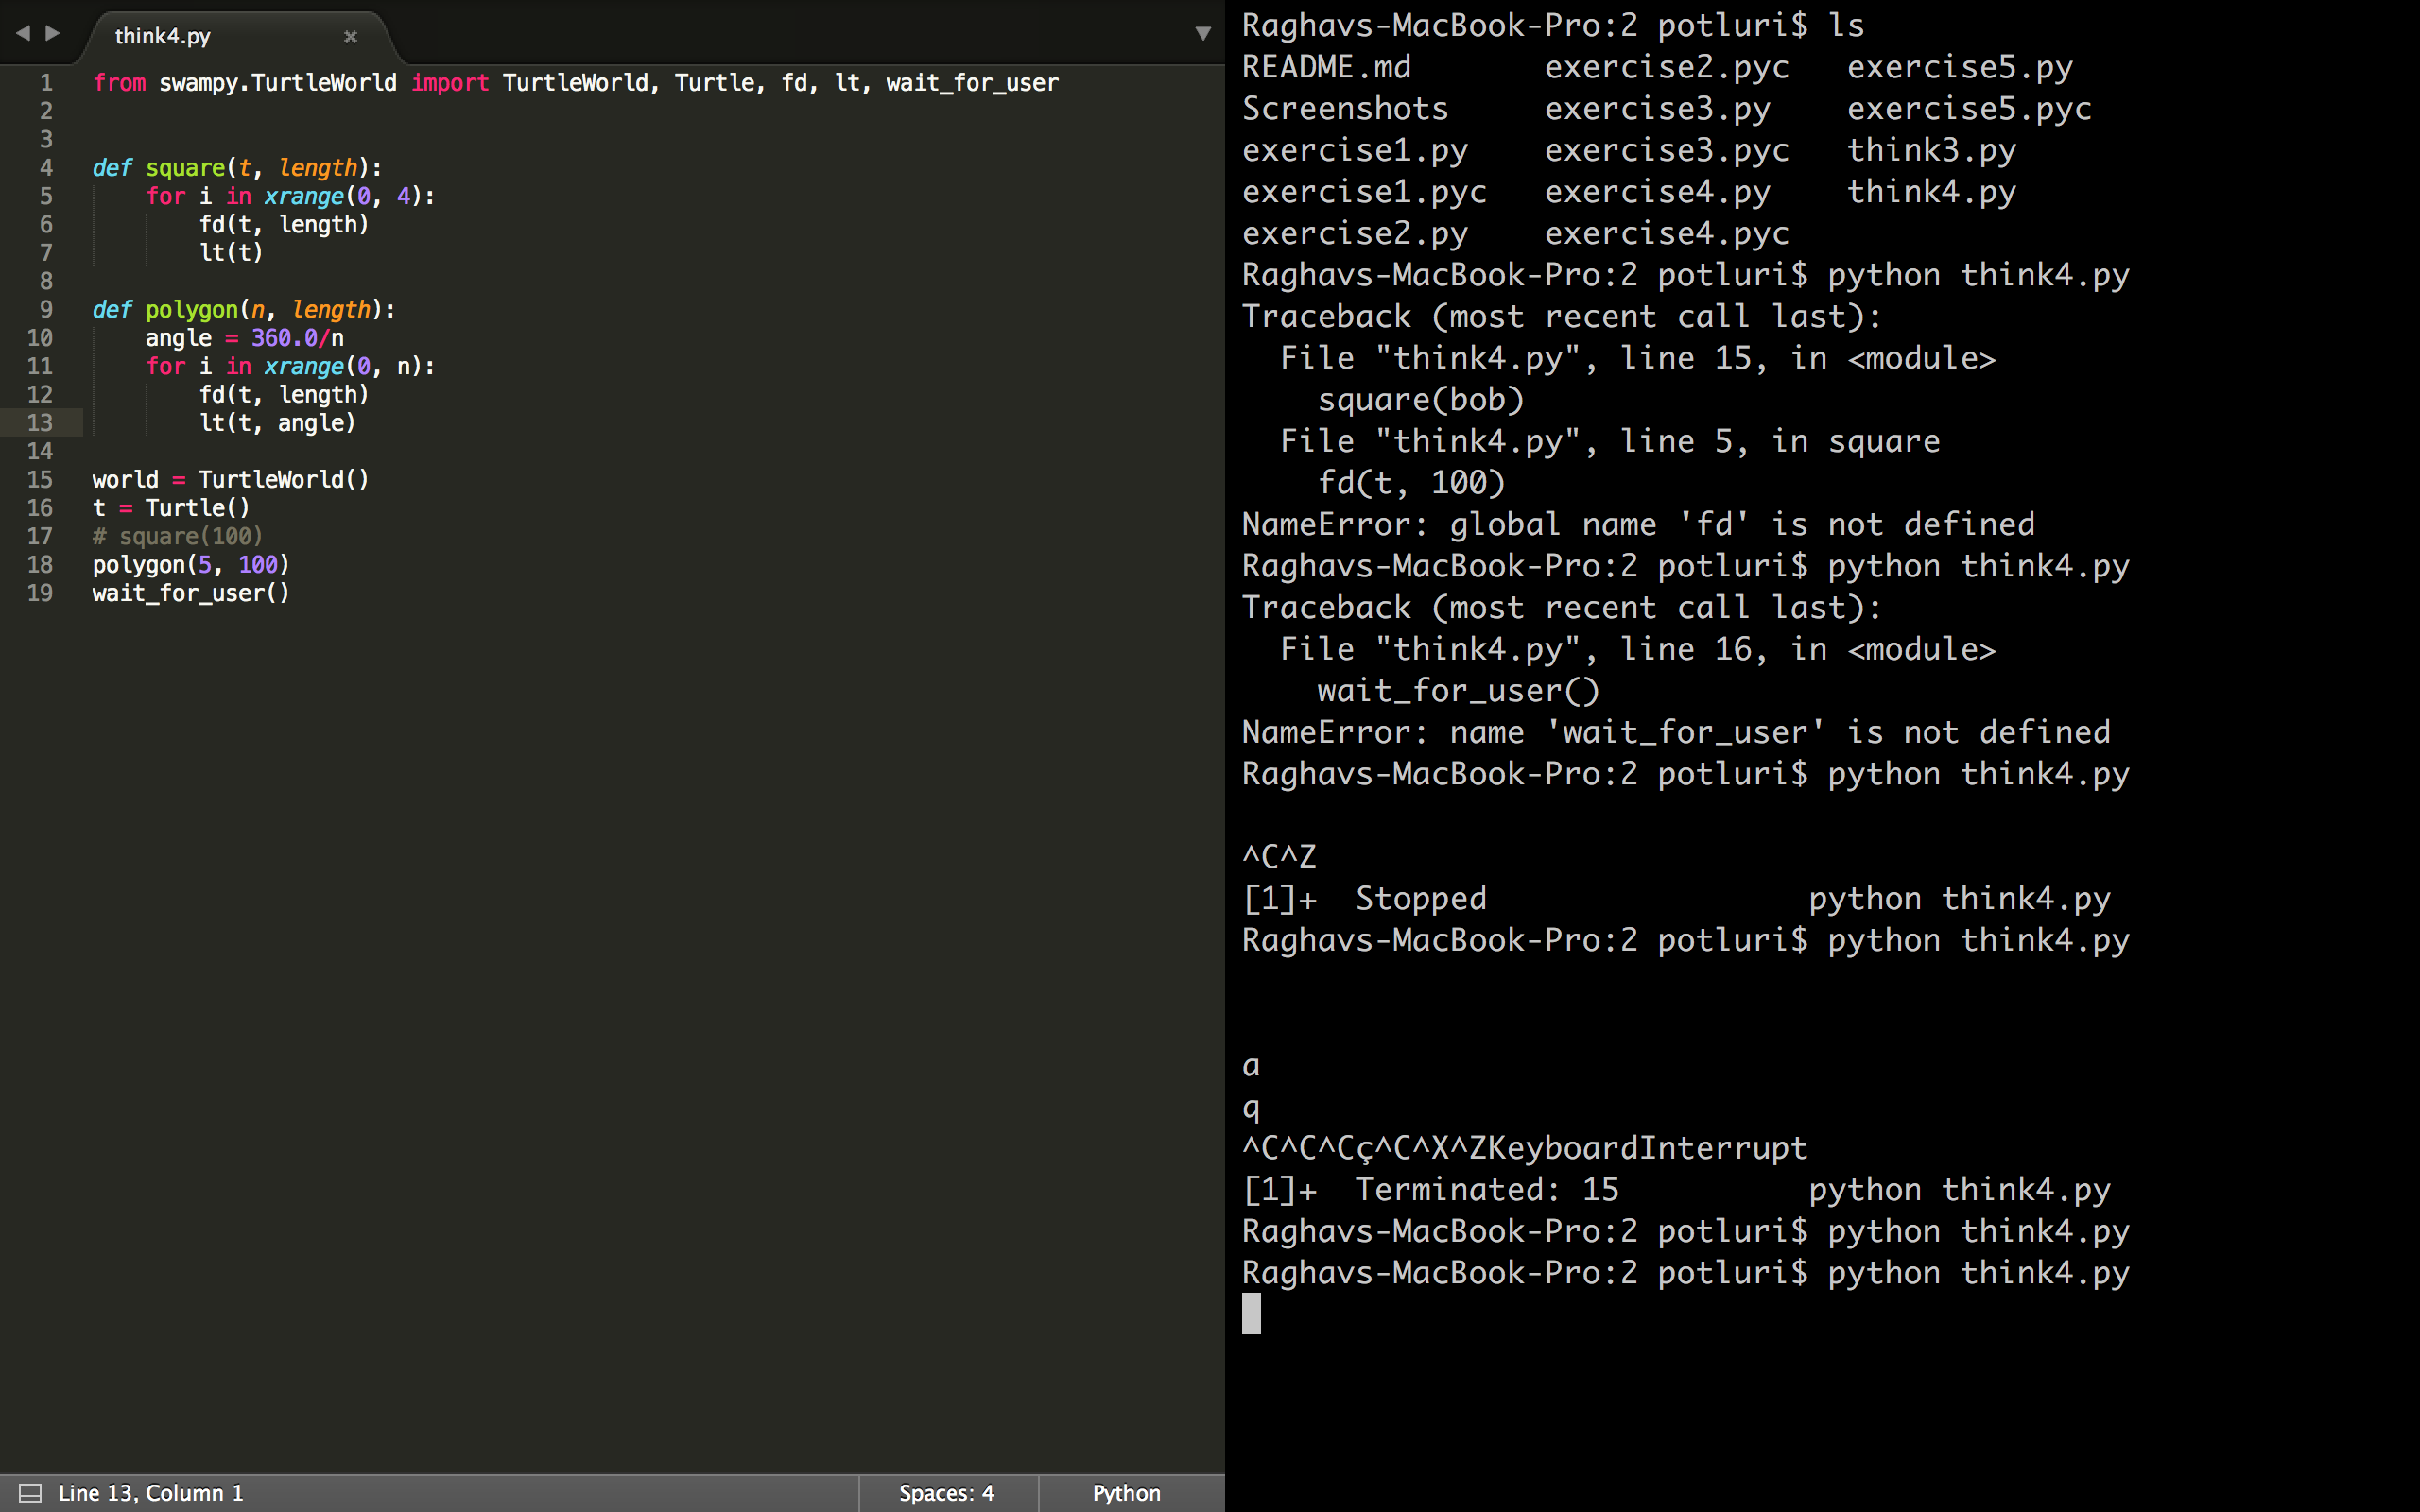 think4.py ×
1 from swampy.TurtleWorld import TurtleWorld, Turtle, fd, lt, wait_for_user
2
3
4 def square(t, length):
5     for i in xrange(0, 4):
6         fd(t, length)
7         lt(t)
8
9 def polygon(n, length):
10     angle = 360.0/n
11     for i in xrange(0, n):
12         fd(t, length)
13         lt(t, angle)
14
15 world = TurtleWorld()
16 t = Turtle()
17 # square(100)
18 polygon(5, 100)
19 wait_for_user()
Line 13, Column 1 Spaces: 4 Python
Raghavs-MacBook-Pro:2 potluri$ ls
README.md       exercise2.pyc   exercise5.py
Screenshots     exercise3.py    exercise5.pyc
exercise1.py    exercise3.pyc   think3.py
exercise1.pyc   exercise4.py    think4.py
exercise2.py    exercise4.pyc
Raghavs-MacBook-Pro:2 potluri$ python think4.py
Traceback (most recent call last):
  File "think4.py", line 15, in <module>
    square(bob)
  File "think4.py", line 5, in square
    fd(t, 100)
NameError: global name 'fd' is not defined
Raghavs-MacBook-Pro:2 potluri$ python think4.py
Traceback (most recent call last):
  File "think4.py", line 16, in <module>
    wait_for_user()
NameError: name 'wait_for_user' is not defined
Raghavs-MacBook-Pro:2 potluri$ python think4.py

^C^Z
[1]+  Stopped                 python think4.py
Raghavs-MacBook-Pro:2 potluri$ python think4.py


a
q
^C^C^Cç^C^X^ZKeyboardInterrupt
[1]+  Terminated: 15          python think4.py
Raghavs-MacBook-Pro:2 potluri$ python think4.py
Raghavs-MacBook-Pro:2 potluri$ python think4.py